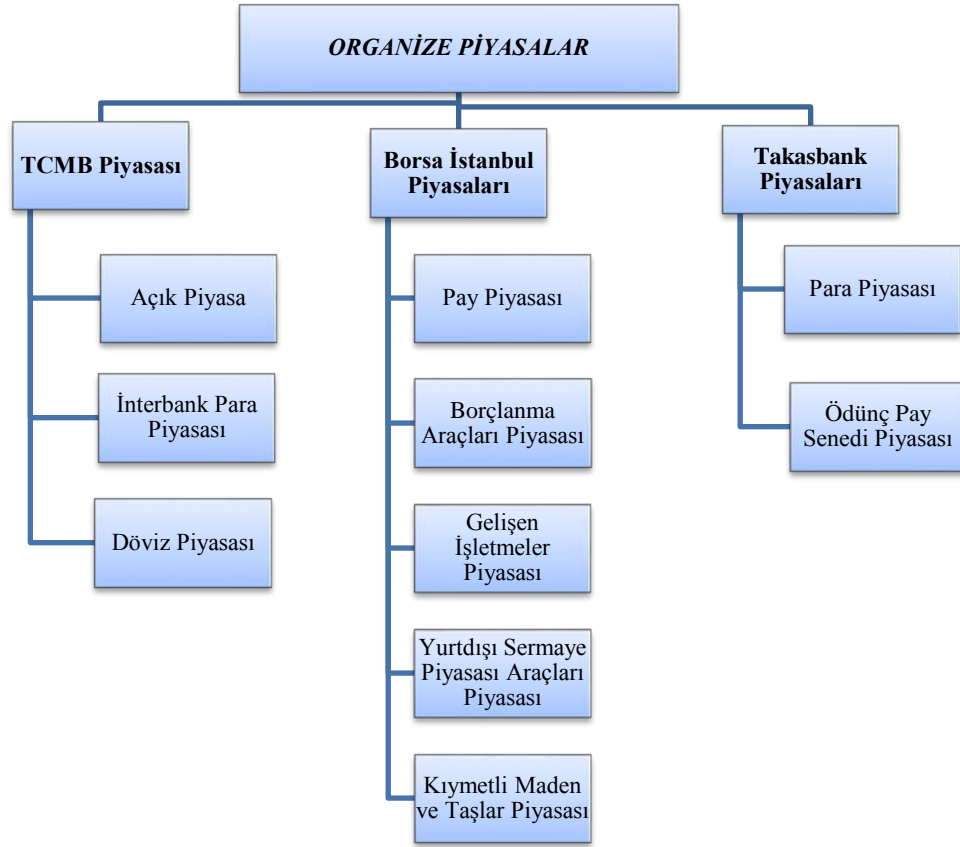 ORGANIZE PİYASALAR
TCMB Piyasası
Açık Piyasa
İnterbank Para
Piyasası
Döviz Piyasası
Borsa İstanbul
Piyasaları
Pay Piyasası
Borçlanma
Araçları Piyasası
Gelişen
İşletmeler
Piyasası
Yurtdışı Sermaye
Piyasası Araçları
Piyasası
Kıymetli Maden
ve Taşlar Piyasası
Takasbank
Piyasaları
Para Piyasası
Ödünç Pay
Senedi Piyasası